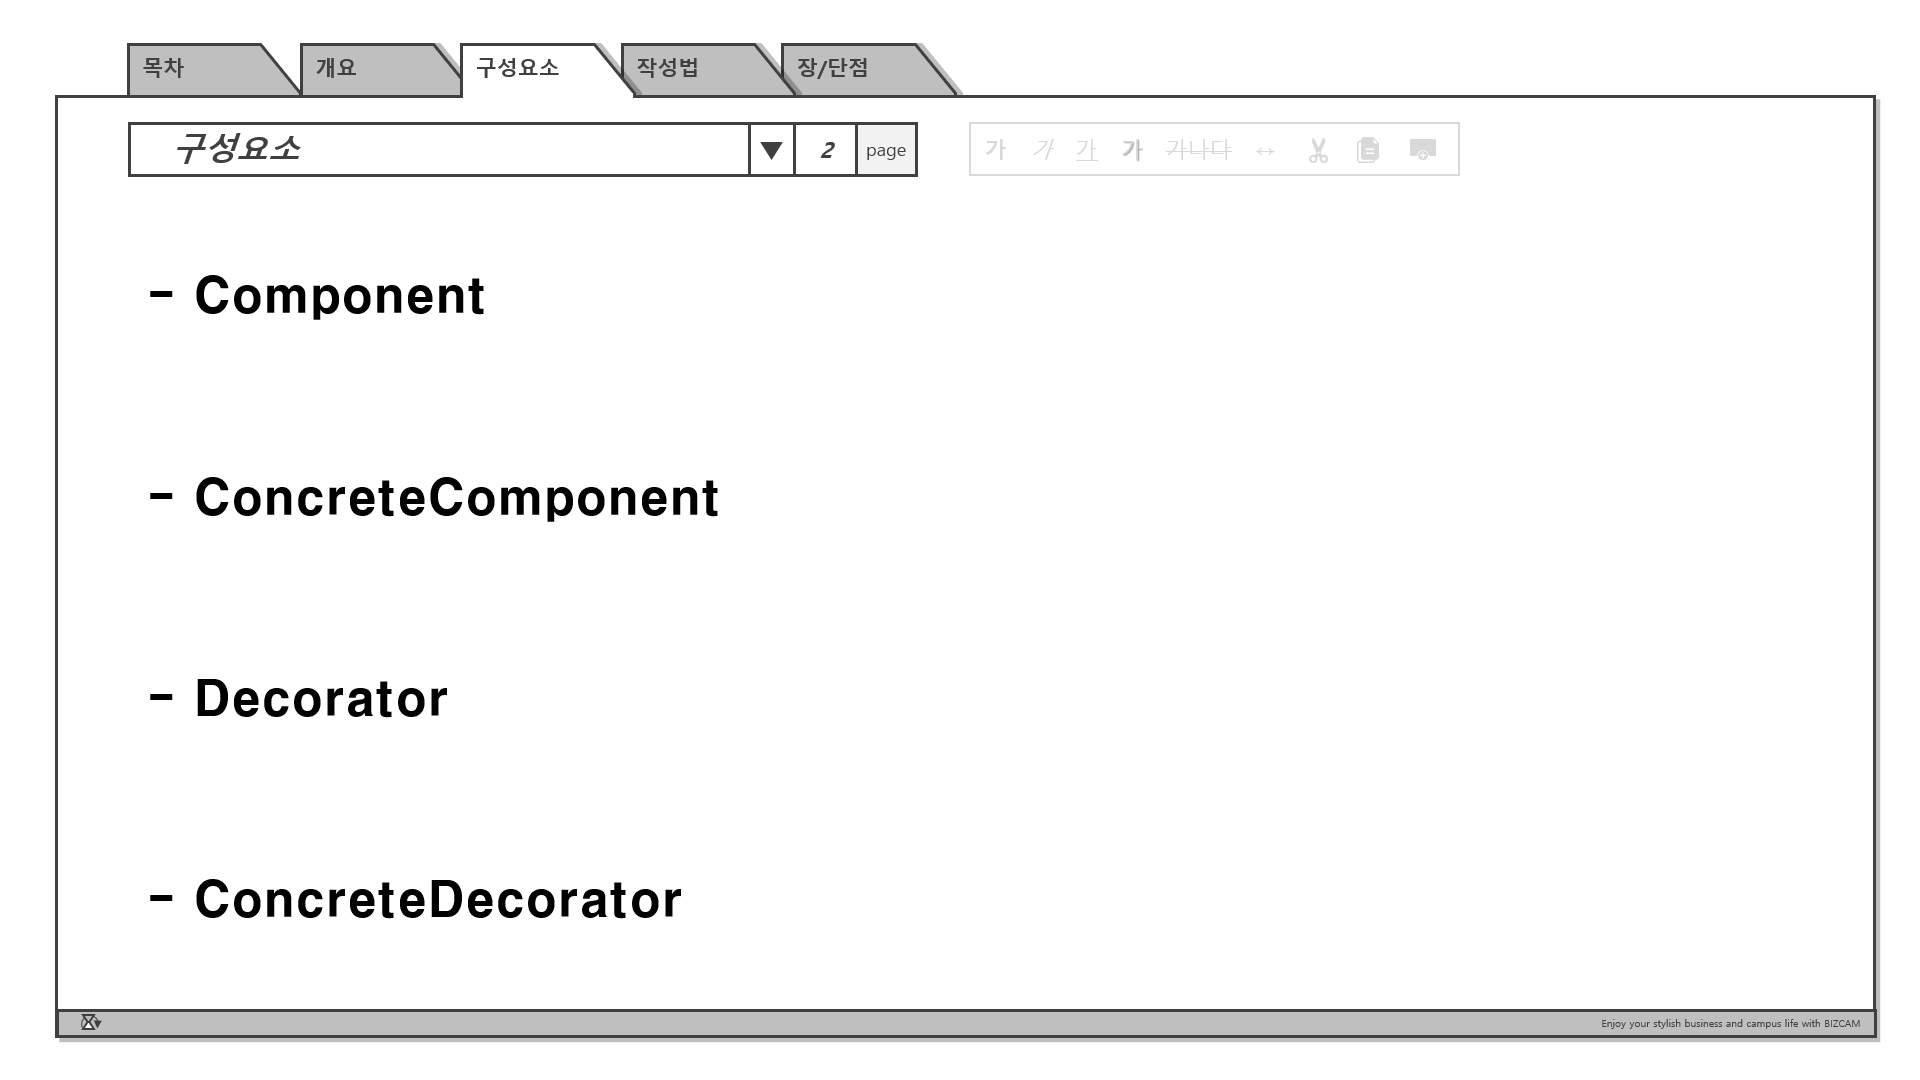 목차
개요
구성요소
작성법
장/단점
구성요소 ▼ 2 page
가 가 가 가 가나다 ↔
- Component
- ConcreteComponent
- Decorator
- ConcreteDecorator
Enjoy your stylish business and campus life with BIZCAM